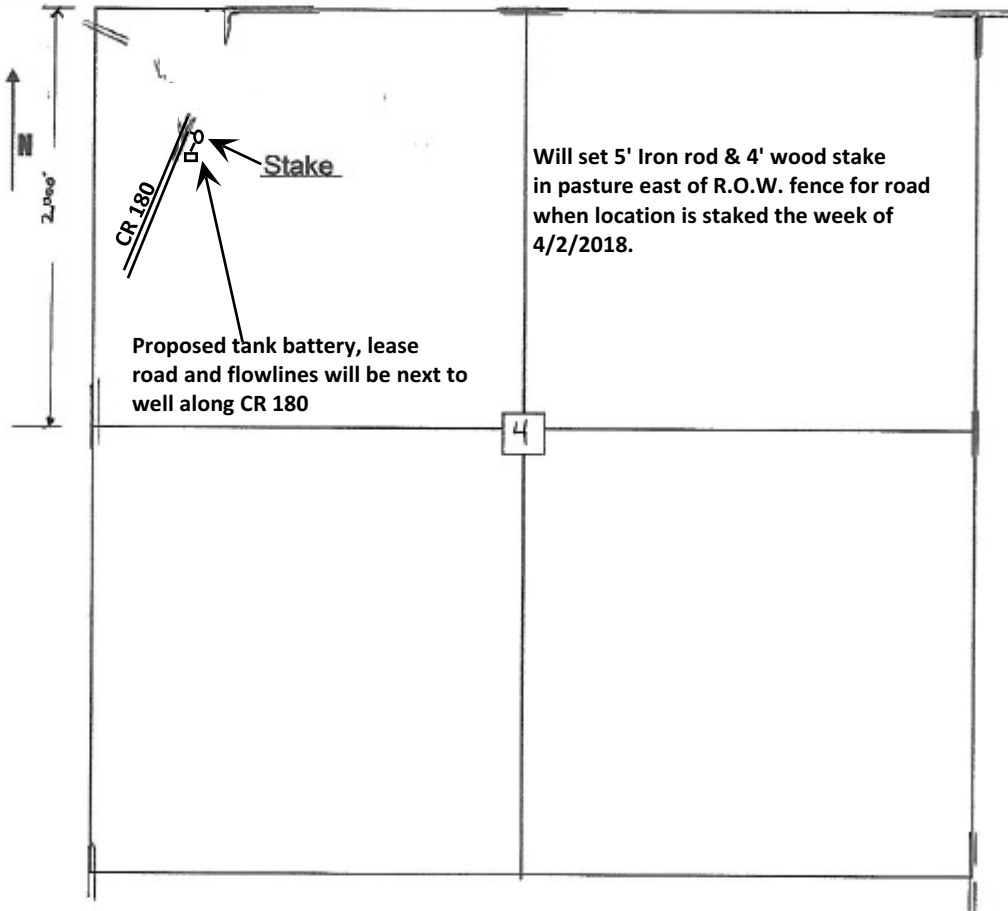 N
2,000'
CR 180
Stake
Will set 5' Iron rod & 4' wood stake
in pasture east of R.O.W. fence for road
when location is staked the week of
4/2/2018.
Proposed tank battery, lease
road and flowlines will be next to
well along CR 180
4